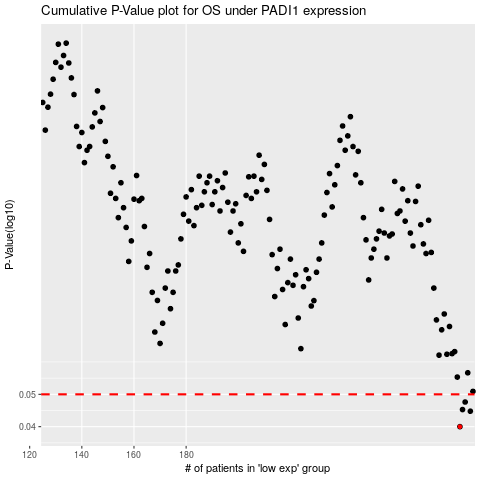 Cumulative P-Value plot for OS under PADI1 expression
P-Value(log10)
0.05
0.04
120 140 160 180
# of patients in 'low exp' group